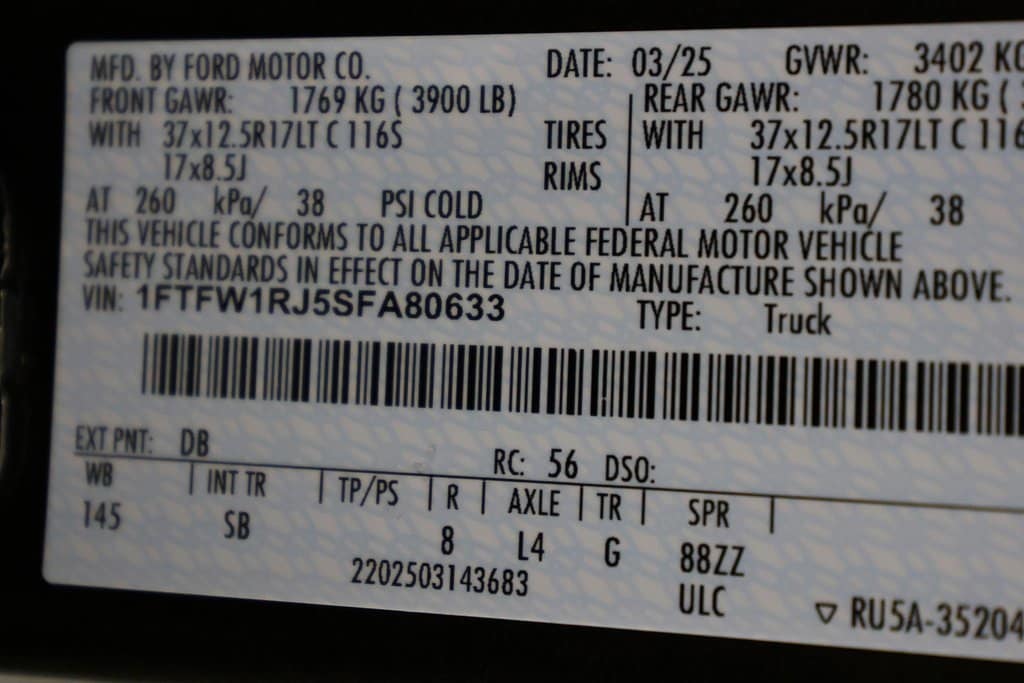 MFD. BY FORD MOTOR CO. DATE: 03/25 GVWR: 3402 KG
FRONT GAWR: 1769 KG ( 3900 LB) REAR GAWR: 1780 KG (
WITH 37x12.5R17LT C 116S TIRES WITH 37x12.5R17LT C 116
17x8.5J RIMS 17x8.5J
AT 260 kPa/ 38 PSI COLD AT 260 kPa/ 38
THIS VEHICLE CONFORMS TO ALL APPLICABLE FEDERAL MOTOR VEHICLE
SAFETY STANDARDS IN EFFECT ON THE DATE OF MANUFACTURE SHOWN ABOVE.
VIN: 1FTFW1RJ5SFA80633 TYPE: Truck
EXT PNT: DB RC: 56 DSO:
WB INT TR TP/PS R AXLE TR SPR
145 SB 8 L4 G 88ZZ
2202503143683 ULC ▽ RU5A-35204